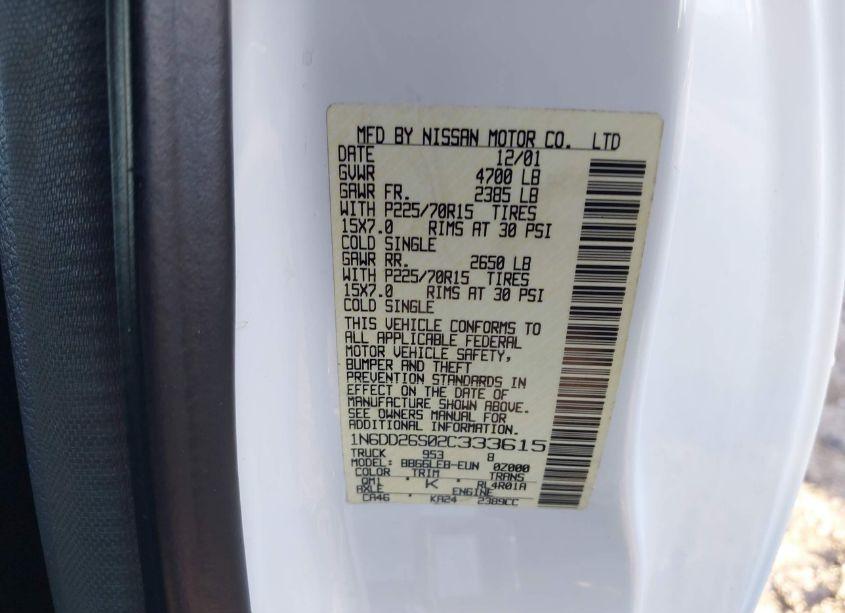 MFD BY NISSAN MOTOR CO. LTD
DATE 12/01
GVWR 4700 LB
GAWR FR. 2385 LB
WITH P225/70R15 TIRES
15X7.0 RIMS AT 30 PSI
COLD SINGLE
GAWR RR. 2650 LB
WITH P225/70R15 TIRES
15X7.0 RIMS AT 30 PSI
COLD SINGLE
THIS VEHICLE CONFORMS TO
ALL APPLICABLE FEDERAL
MOTOR VEHICLE SAFETY,
BUMPER AND THEFT
PREVENTION STANDARDS IN
EFFECT ON THE DATE OF
MANUFACTURE SHOWN ABOVE.
SEE OWNERS MANUAL FOR
ADDITIONAL INFORMATION.
1N6DD26S02C333615
TRUCK 953 8
MODEL: BBG6LEB-EUN 0Z000
COLOR TRIM TRANS
QM1 K RL4R01A
AXLE ENGINE
CA46 KA24 2389CC